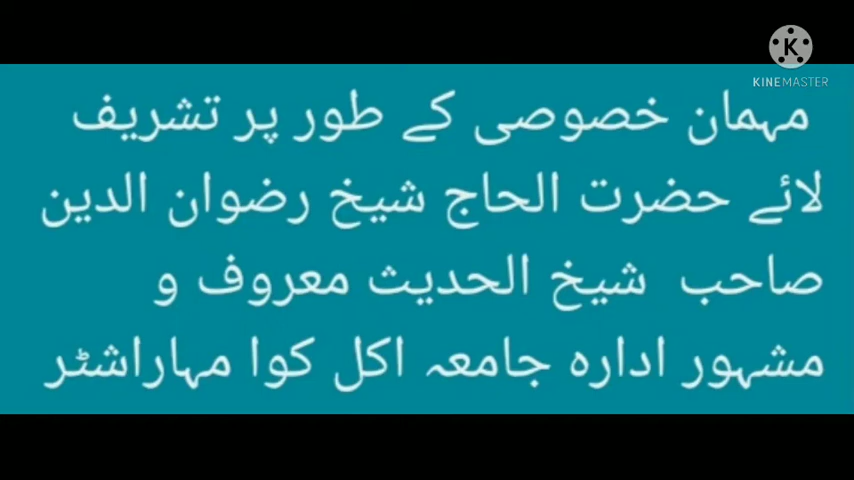 KINEMASTER
مہمان خصوصی کے طور پر تشریف
لائے حضرت الحاج شیخ رضوان الدین
صاحب شیخ الحدیث معروف و
مشہور ادارہ جامعہ اکل کوا مہاراشٹر